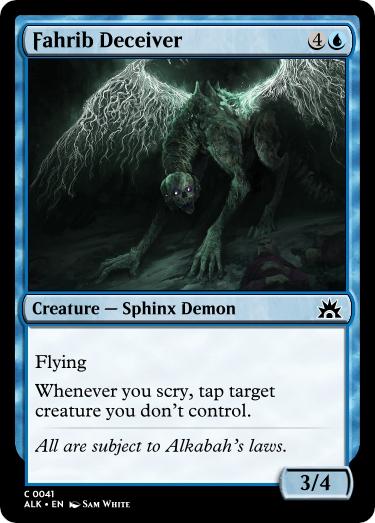 Fahrib Deceiver 4
Creature — Sphinx Demon
Flying
Whenever you scry, tap target
creature you don't control.
All are subject to Alkabah's laws.
3/4
C 0041
ALK • EN Sam White